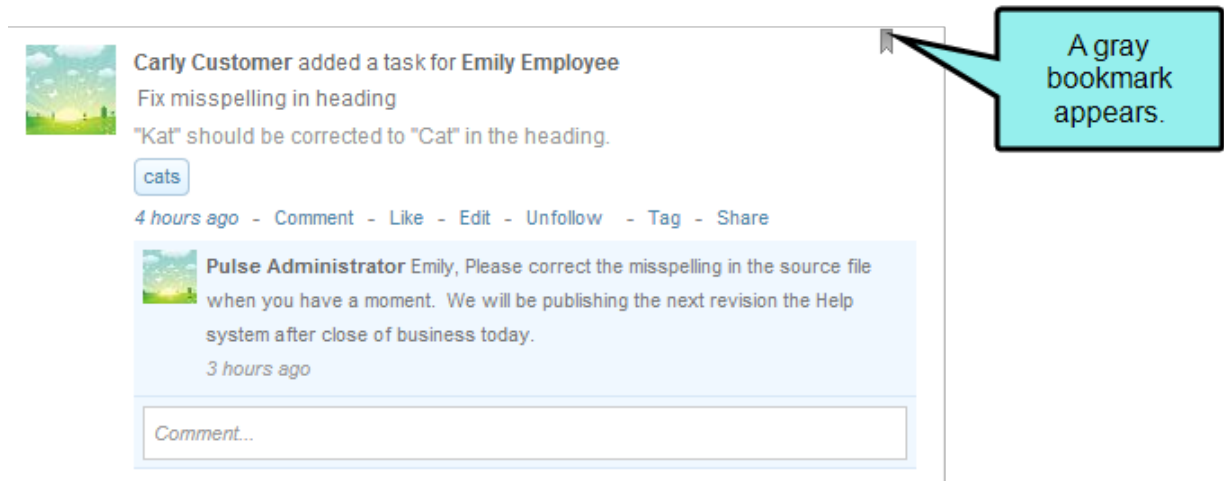 Carly Customer added a task for Emily Employee
Fix misspelling in heading
"Kat" should be corrected to "Cat" in the heading.
cats
4 hours ago - Comment - Like - Edit - Unfollow - Tag - Share
Pulse Administrator Emily, Please correct the misspelling in the source file
when you have a moment. We will be publishing the next revision the Help
system after close of business today.
3 hours ago
Comment...
A gray
bookmark
appears.